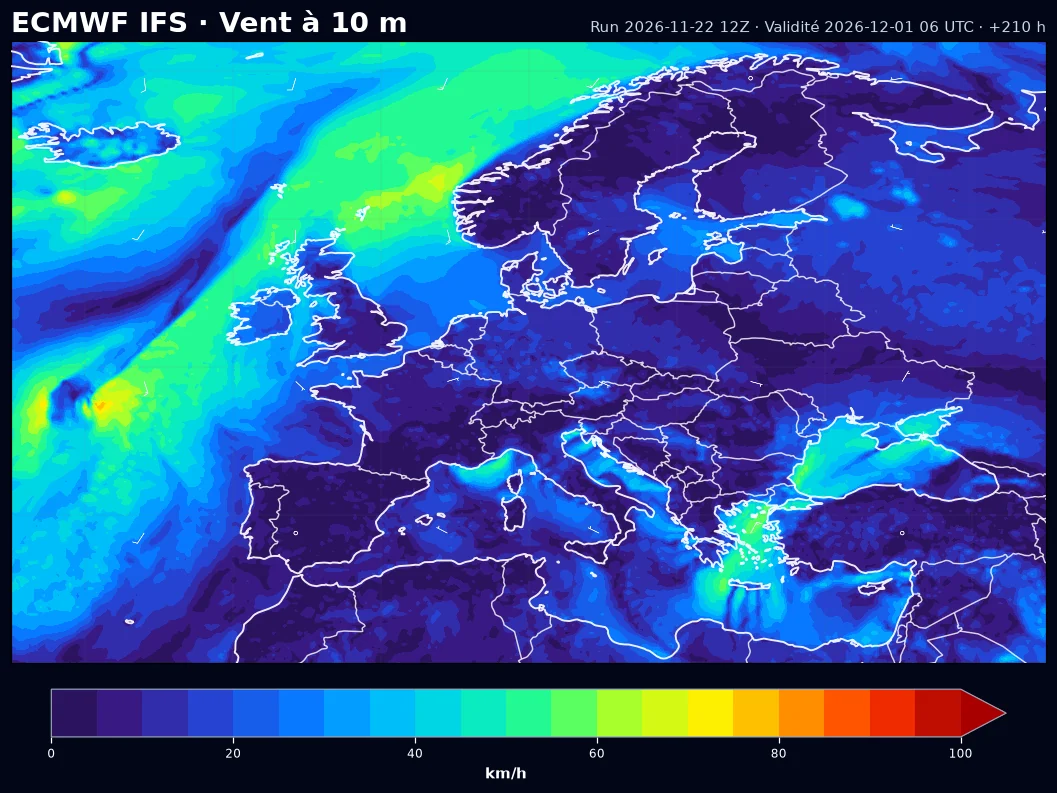 ECMWF IFS · Vent à 10 m
Run 2026-11-22 12Z · Validité 2026-12-01 06 UTC · +210 h
0 20 40 60 80 100
km/h